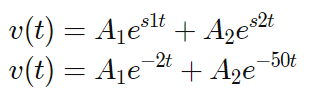 v(t) = A₁e^{s1t} + A₂e^{s2t}
v(t) = A₁e^{−2t} + A₂e^{−50t}